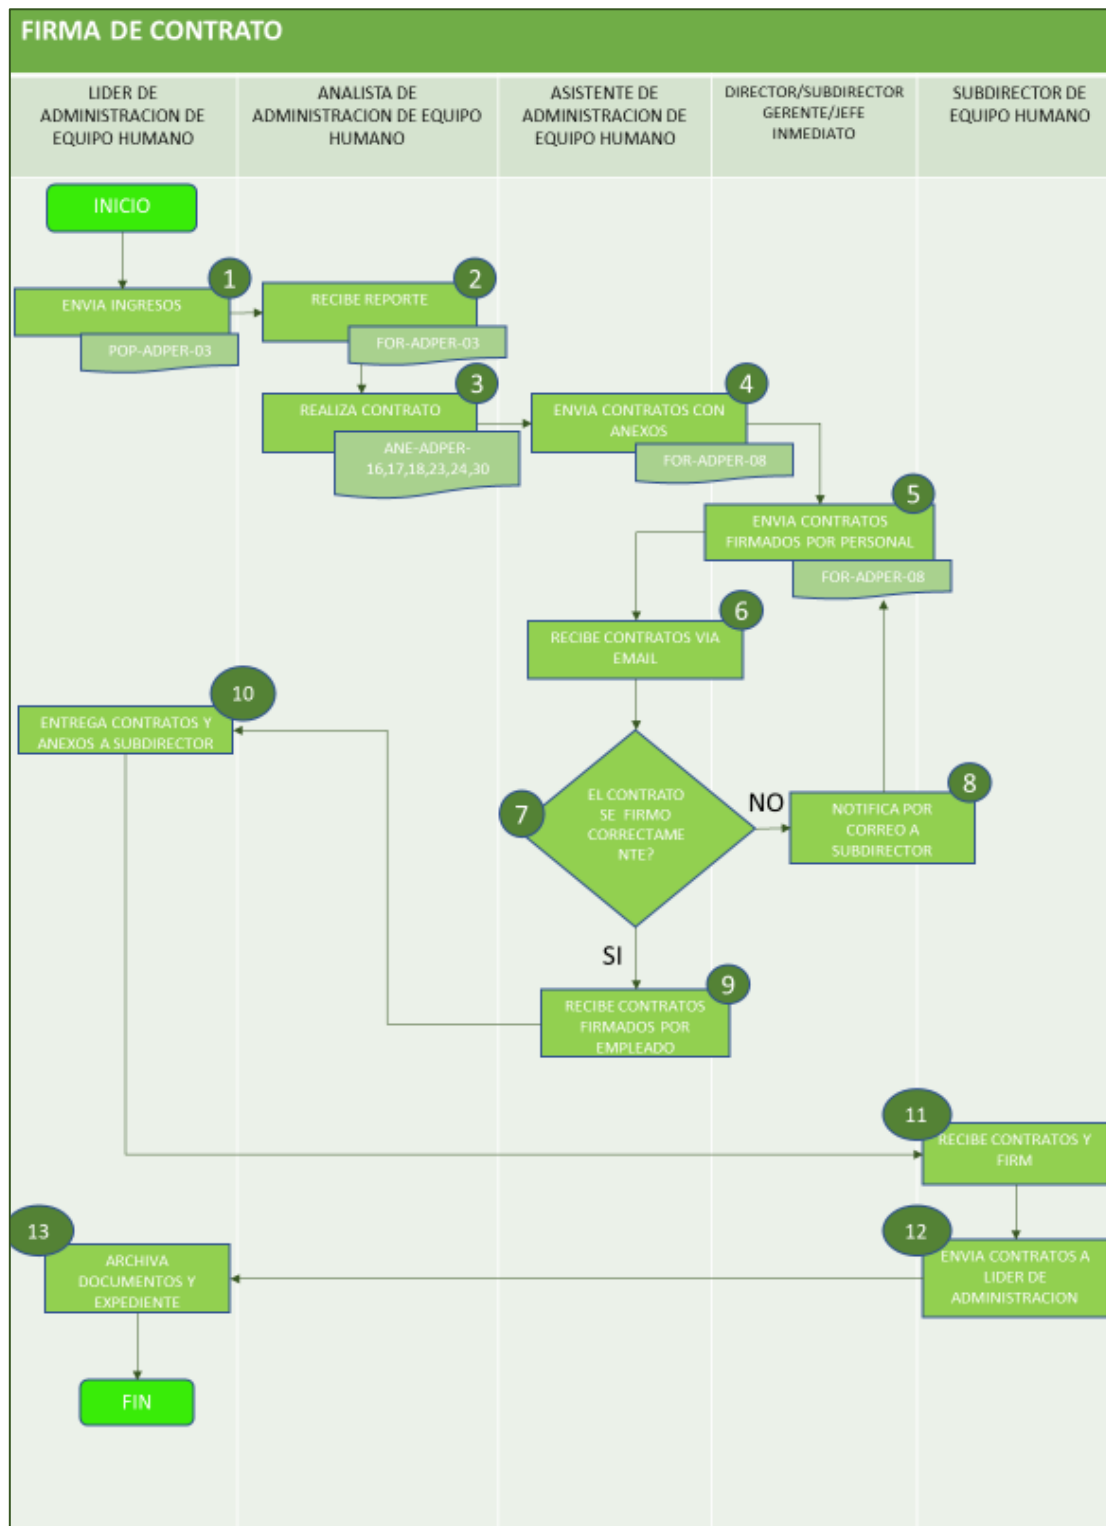 FIRMA DE CONTRATO
LIDER DE
ADMINISTRACION DE
EQUIPO HUMANO
ANALISTA DE
ADMINISTRACION DE EQUIPO
HUMANO
ASISTENTE DE
ADMINISTRACION DE
EQUIPO HUMANO
DIRECTOR/SUBDIRECTOR
GERENTE/JEFE
INMEDIATO
SUBDIRECTOR DE
EQUIPO HUMANO
INICIO
1
ENVIA INGRESOS
POP-ADPER-03
2
RECIBE REPORTE
FOR-ADPER-03
3
REALIZA CONTRATO
ANE-ADPER-
16,17,18,23,24,30
4
ENVIA CONTRATOS CON
ANEXOS
FOR-ADPER-08
5
ENVIA CONTRATOS
FIRMADOS POR PERSONAL
FOR-ADPER-08
6
RECIBE CONTRATOS VIA
EMAIL
7
EL CONTRATO
SE FIRMO
CORRECTAME
NTE?
NO
8
NOTIFICA POR
CORREO A
SUBDIRECTOR
SI
9
RECIBE CONTRATOS
FIRMADOS POR
EMPLEADO
10
ENTREGA CONTRATOS Y
ANEXOS A SUBDIRECTOR
11
RECIBE CONTRATOS Y
FIRM
12
ENVIA CONTRATOS A
LIDER DE
ADMINISTRACION
13
ARCHIVA
DOCUMENTOS Y
EXPEDIENTE
FIN